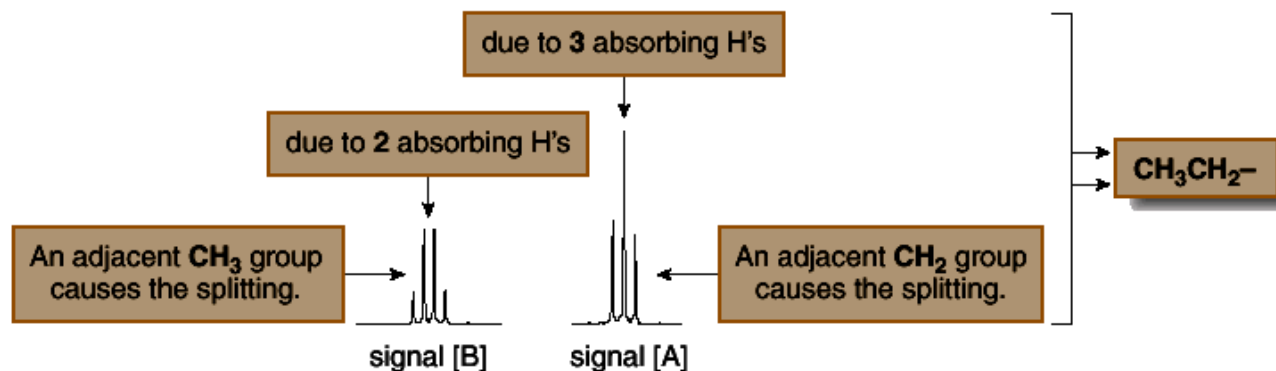 due to 3 absorbing H's
due to 2 absorbing H's
CH₃CH₂–
An adjacent CH₃ group
causes the splitting.
An adjacent CH₂ group
causes the splitting.
signal [B]
signal [A]